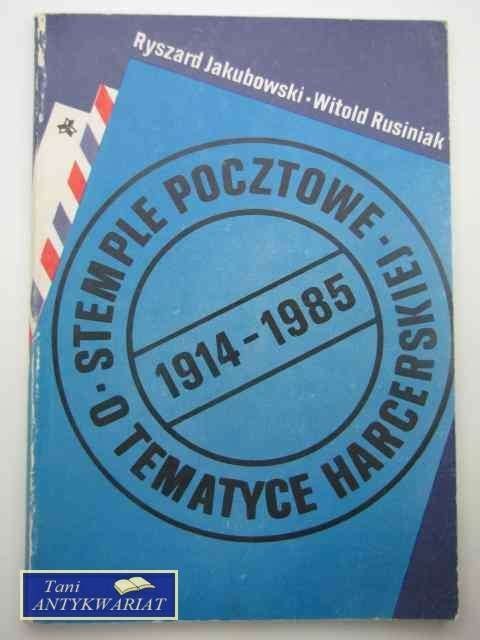 Ryszard Jakubowski · Witold Rusiniak
· STEMPLE POCZTOWE ·
O TEMATYCE HARCERSKIEJ
1914-1985
Tani
ANTYKWARIAT